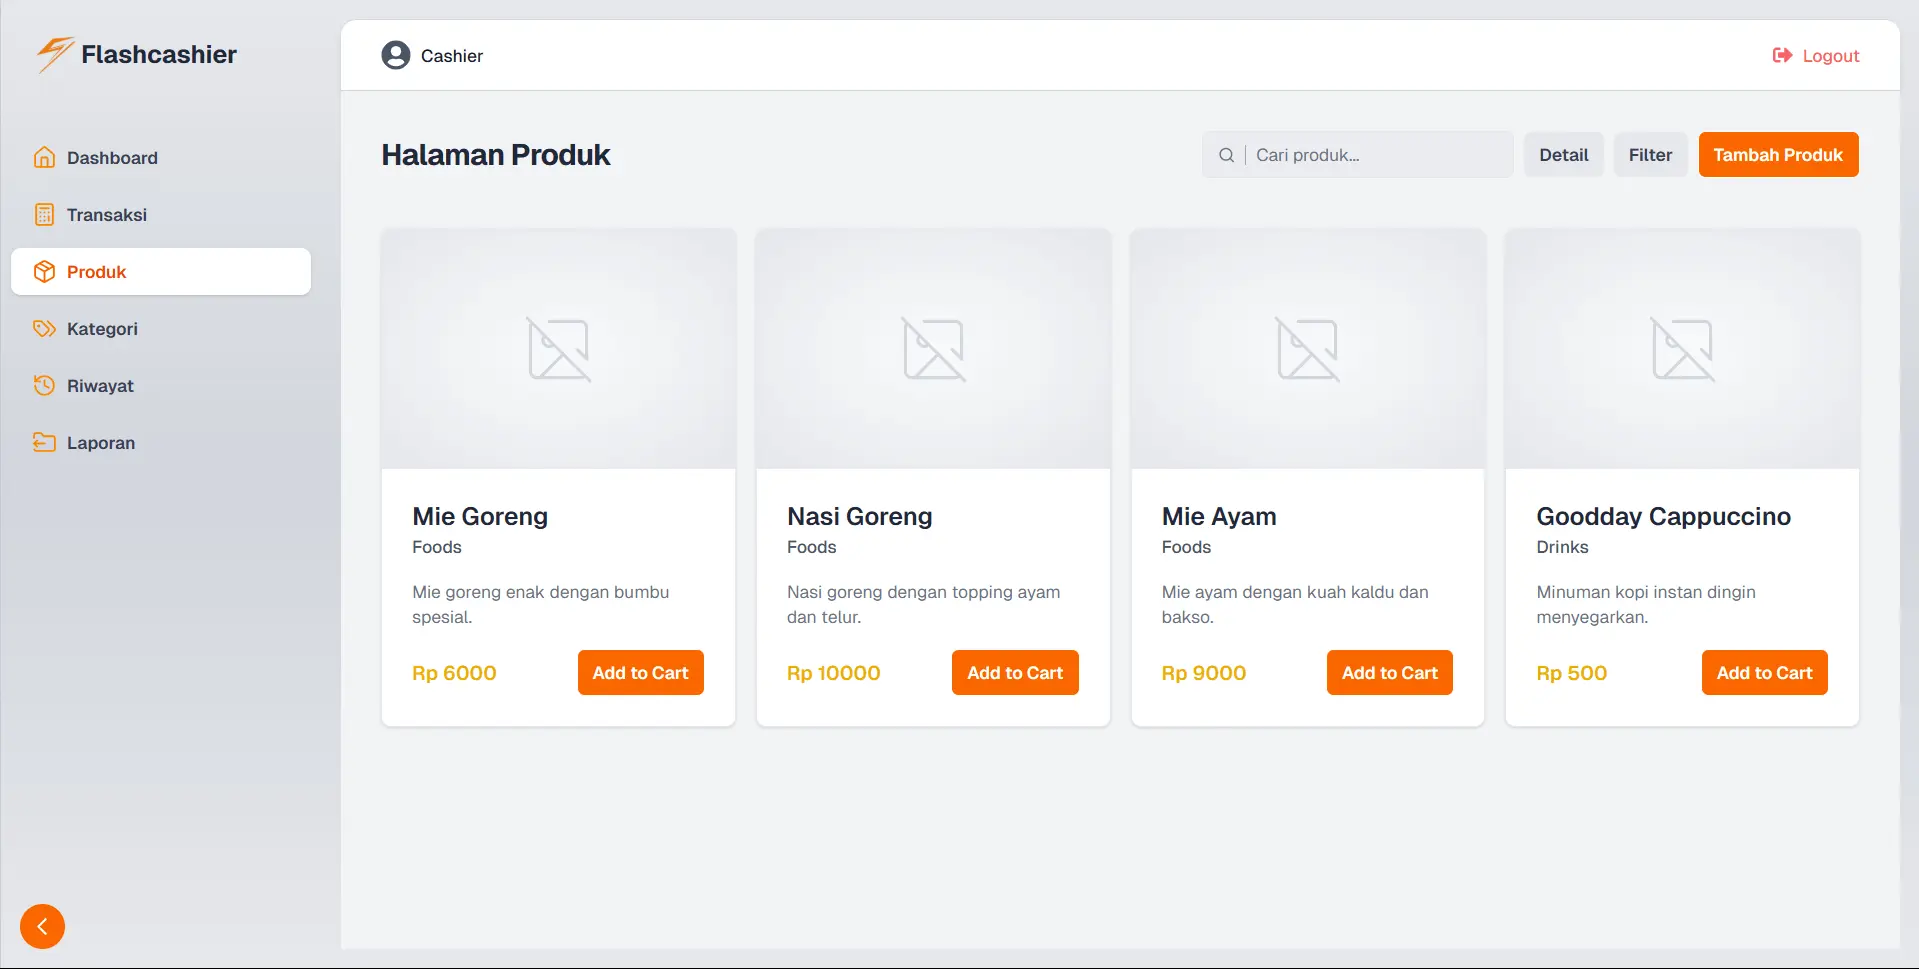 Flashcashier
Cashier
Logout
Dashboard
Transaksi
Produk
Kategori
Riwayat
Laporan
Halaman Produk
Cari produk...
Detail
Filter
Tambah Produk
Mie Goreng
Foods
Mie goreng enak dengan bumbu
spesial.
Rp 6000
Add to Cart
Nasi Goreng
Foods
Nasi goreng dengan topping ayam
dan telur.
Rp 10000
Add to Cart
Mie Ayam
Foods
Mie ayam dengan kuah kaldu dan
bakso.
Rp 9000
Add to Cart
Goodday Cappuccino
Drinks
Minuman kopi instan dingin
menyegarkan.
Rp 500
Add to Cart